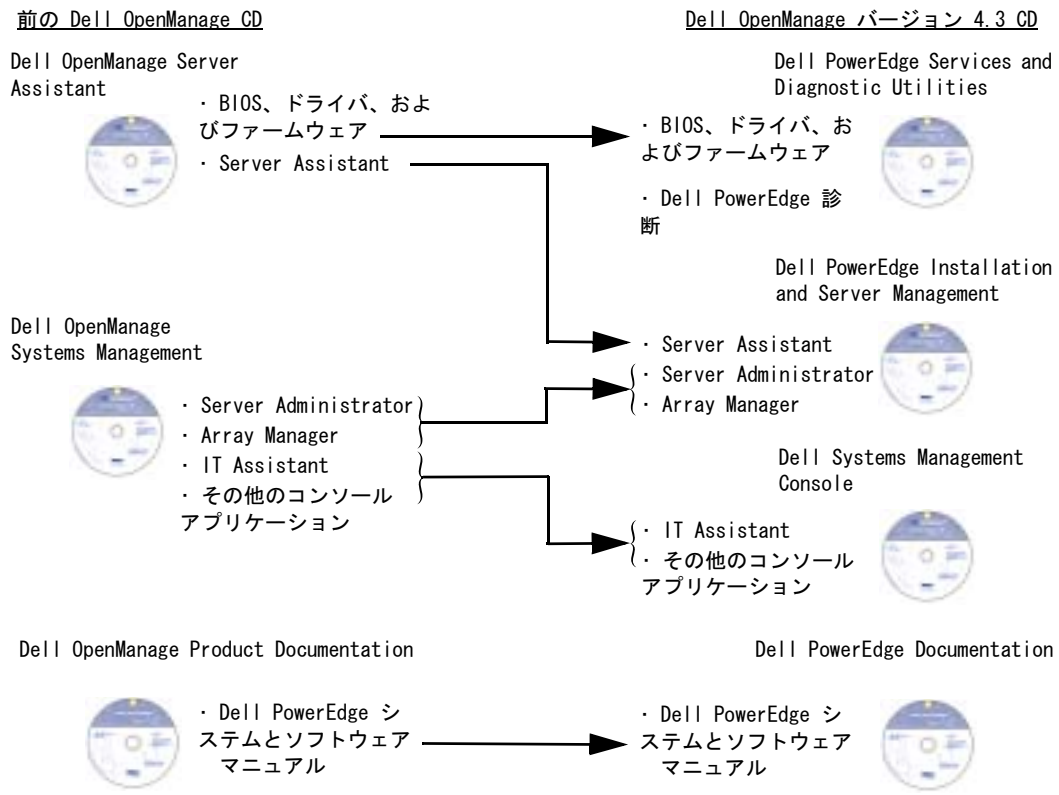 前の Dell OpenManage CD
Dell OpenManage バージョン 4.3 CD
Dell OpenManage Server
Assistant
・ BIOS、ドライバ、およ
びファームウェア
・ Server Assistant
Dell PowerEdge Services and
Diagnostic Utilities
・ BIOS、ドライバ、お
よびファームウェア
・ Dell PowerEdge 診
断
Dell PowerEdge Installation
and Server Management
Dell OpenManage
Systems Management
・ Server Assistant
・ Server Administrator
・ Array Manager
・ Server Administrator
・ Array Manager
・ IT Assistant
・ その他のコンソール
アプリケーション
Dell Systems Management
Console
・ IT Assistant
・ その他のコンソール
アプリケーション
Dell OpenManage Product Documentation
Dell PowerEdge Documentation
・ Dell PowerEdge シ
ステムとソフトウェア
マニュアル
・ Dell PowerEdge シ
ステムとソフトウェア
マニュアル